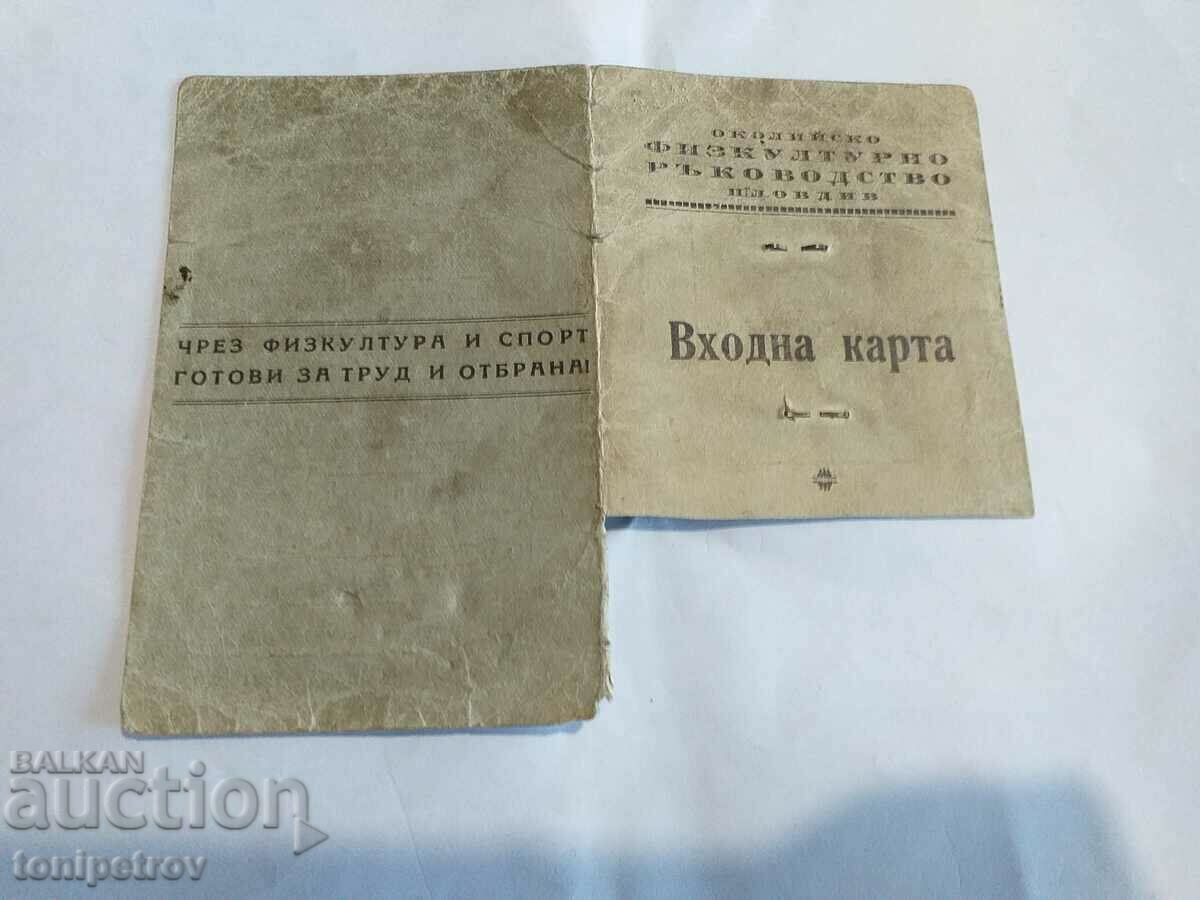 ЧРЕЗ ФИЗКУЛТУРА И СПОРТ
ГОТОВИ ЗА ТРУД И ОТБРАНА!
ОКОЛИЙСКО
ФИЗКУЛТУРНО
РЪКОВОДСТВО
ПЛОВДИВ
Входна карта
BALKAN
auction
tonipetrov